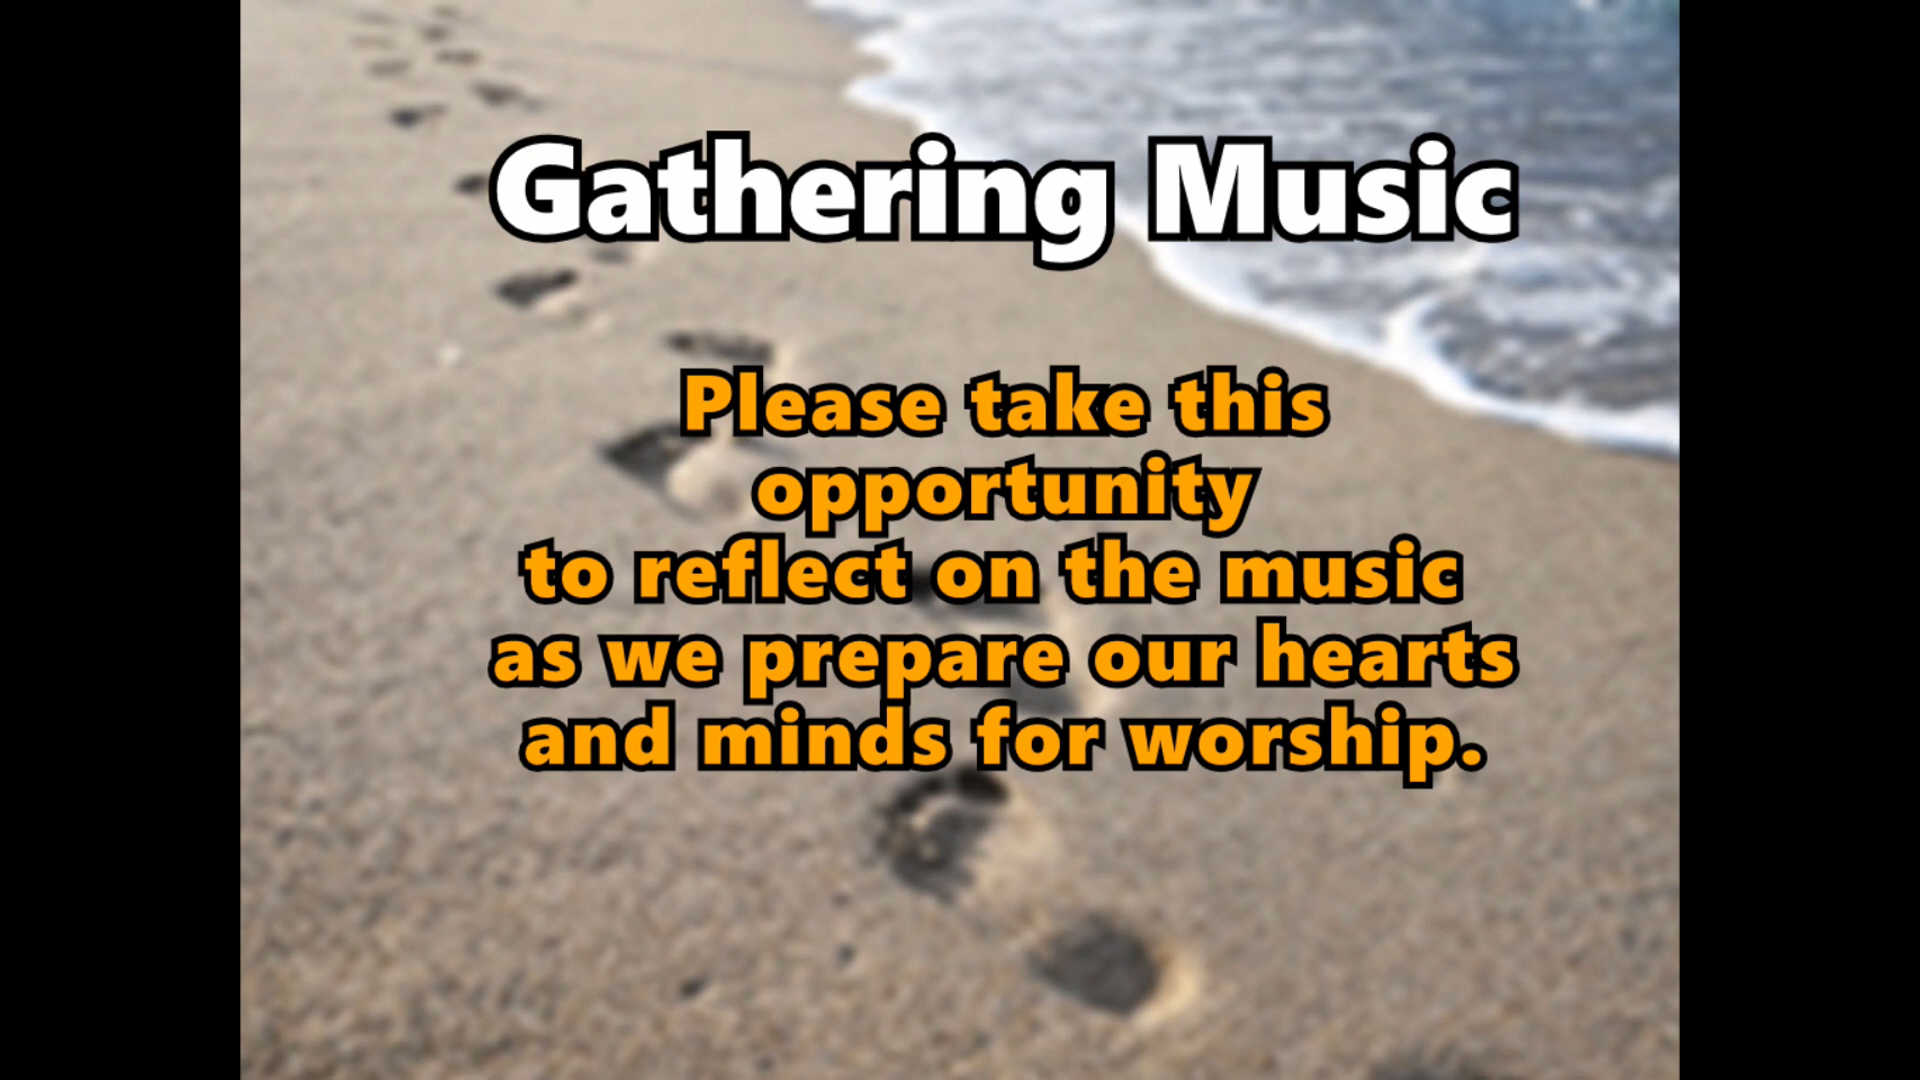 Gathering Music
Please take this
opportunity
to reflect on the music
as we prepare our hearts
and minds for worship.